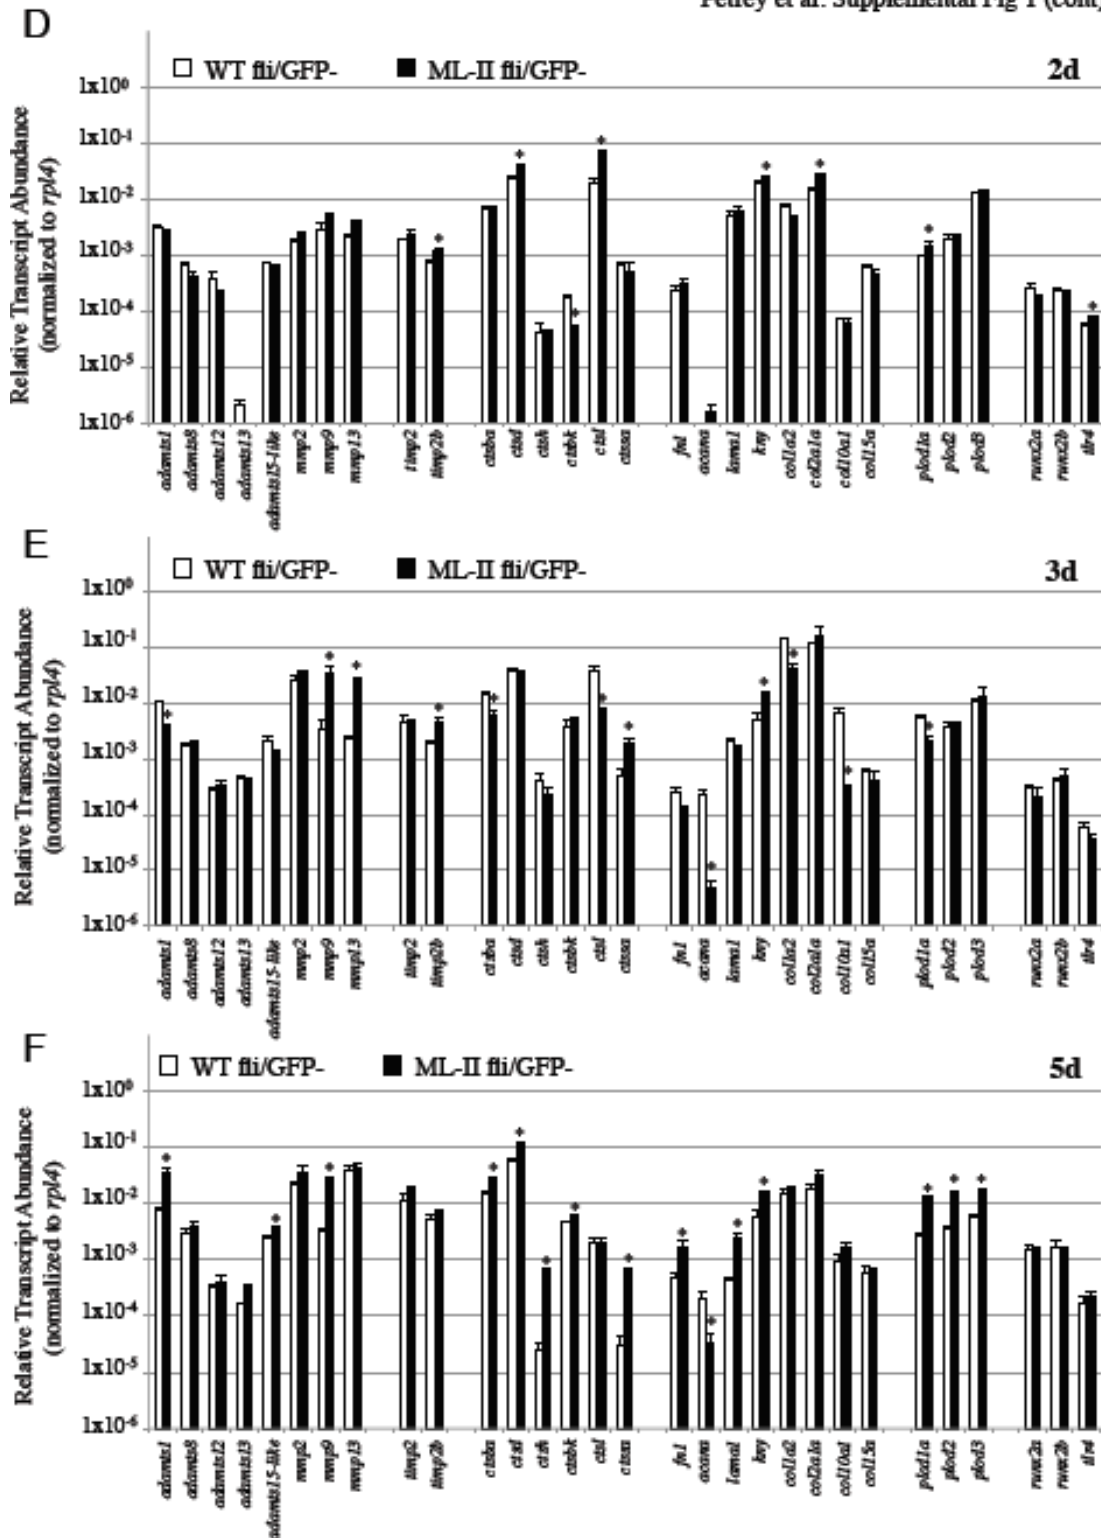 Petrey et al. Supplemental Fig 1 (cont)
D
WT fli/GFP-
ML-II fli/GFP-
2d
Relative Transcript Abundance
(normalized to rpl4)
1x10⁰
1x10⁻¹
1x10⁻²
1x10⁻³
1x10⁻⁴
1x10⁻⁵
1x10⁻⁶
adamts1 adamts8 adamts12 adamts13 adamts15-like mmp2 mmp9 mmp13 timp2 timp2b ctsba ctsd ctsh ctsbk ctsl ctssa fn1 acana lama1 kny col1a2 col2a1a col10a1 col15a plod1a plod2 plod3 runx2a runx2b tlr4
E
WT fli/GFP-
ML-II fli/GFP-
3d
Relative Transcript Abundance
(normalized to rpl4)
1x10⁰
1x10⁻¹
1x10⁻²
1x10⁻³
1x10⁻⁴
1x10⁻⁵
1x10⁻⁶
adamts1 adamts8 adamts12 adamts13 adamts15-like mmp2 mmp9 mmp13 timp2 timp2b ctsba ctsd ctsh ctsbk ctsl ctssa fn1 acana lama1 kny col1a2 col2a1a col10a1 col15a plod1a plod2 plod3 runx2a runx2b tlr4
F
WT fli/GFP-
ML-II fli/GFP-
5d
Relative Transcript Abundance
(normalized to rpl4)
1x10⁰
1x10⁻¹
1x10⁻²
1x10⁻³
1x10⁻⁴
1x10⁻⁵
1x10⁻⁶
adamts1 adamts8 adamts12 adamts13 adamts15-like mmp2 mmp9 mmp13 timp2 timp2b ctsba ctsd ctsh ctsbk ctsl ctssa fn1 acana lama1 kny col1a2 col2a1a col10a1 col15a plod1a plod2 plod3 runx2a runx2b tlr4